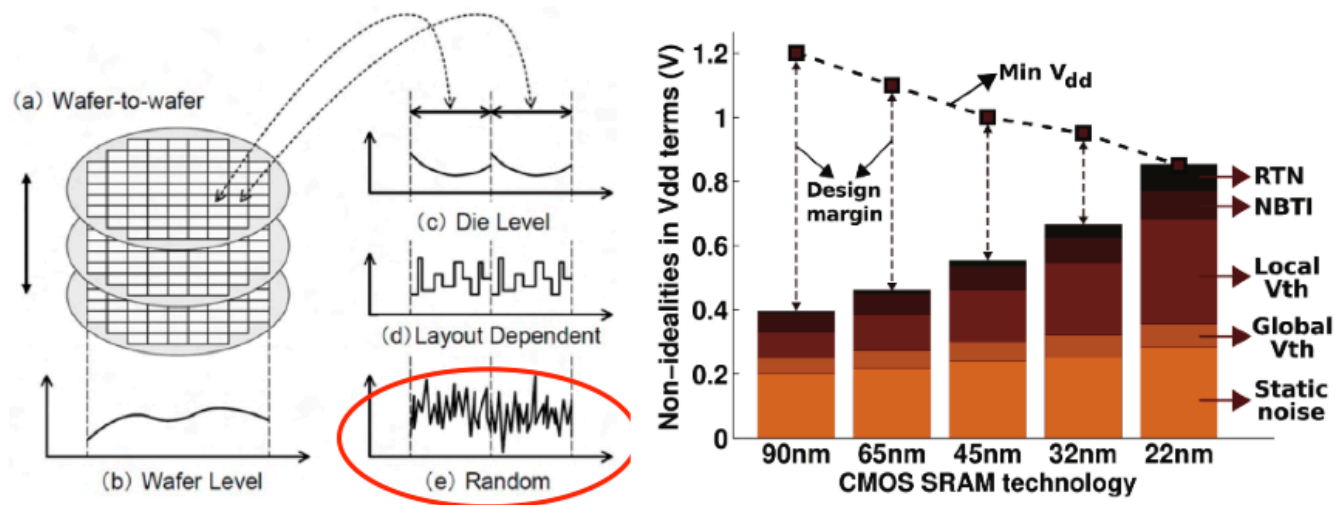 (a) Wafer-to-wafer
(b) Wafer Level
(c) Die Level
(d) Layout Dependent
(e) Random
Non-idealities in Vdd terms (V)
1.2
1
0.8
0.6
0.4
0.2
0
Min Vdd
Design
margin
RTN
NBTI
Local
Vth
Global
Vth
Static
noise
90nm 65nm 45nm 32nm 22nm
CMOS SRAM technology